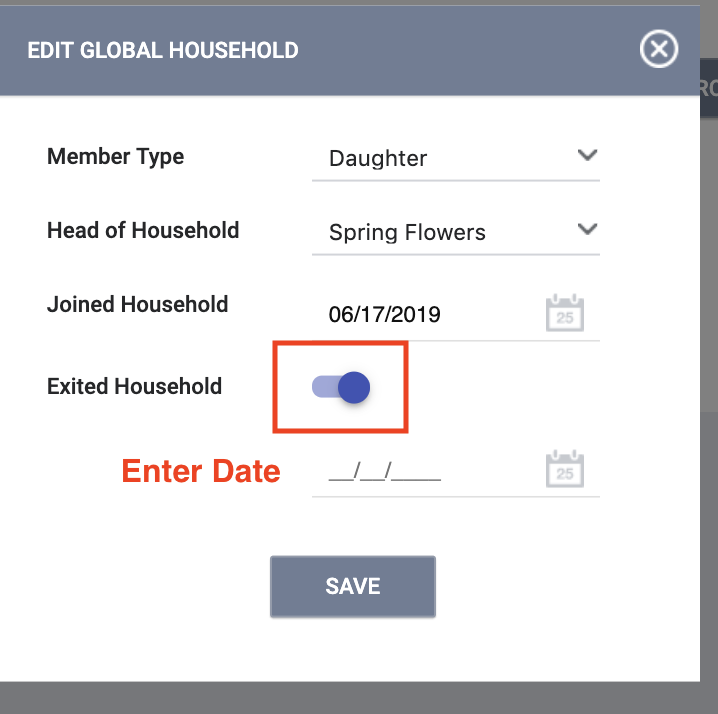 EDIT GLOBAL HOUSEHOLD
RO
Member Type Daughter
Head of Household Spring Flowers
Joined Household 06/17/2019 25
Exited Household
Enter Date __/__/____ 25
SAVE